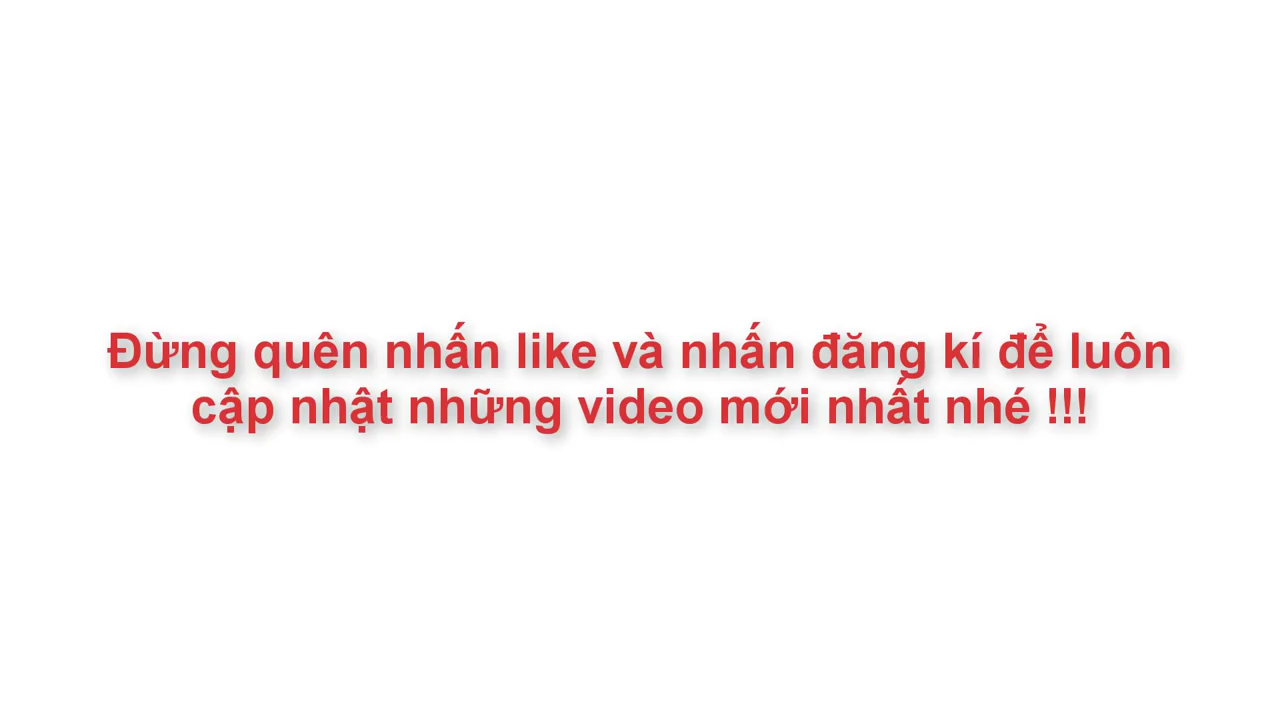 Đừng quên nhấn like và nhấn đăng kí để luôn
cập nhật những video mới nhất nhé !!!